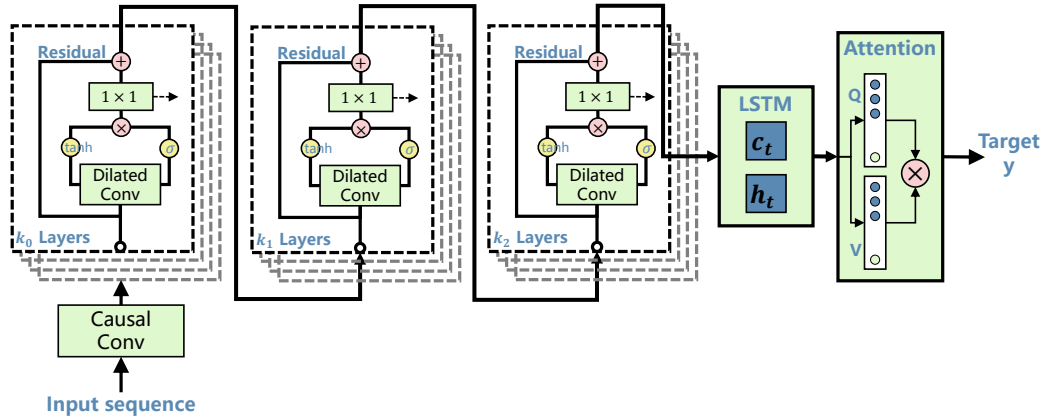 Residual
+
1 × 1
×
tanh
σ
Dilated
Conv
k₀ Layers
Causal
Conv
Input sequence
Residual
+
1 × 1
×
tanh
σ
Dilated
Conv
k₁ Layers
Residual
+
1 × 1
×
tanh
σ
Dilated
Conv
k₂ Layers
LSTM
cₜ
hₜ
Attention
Q
V
×
Target
y